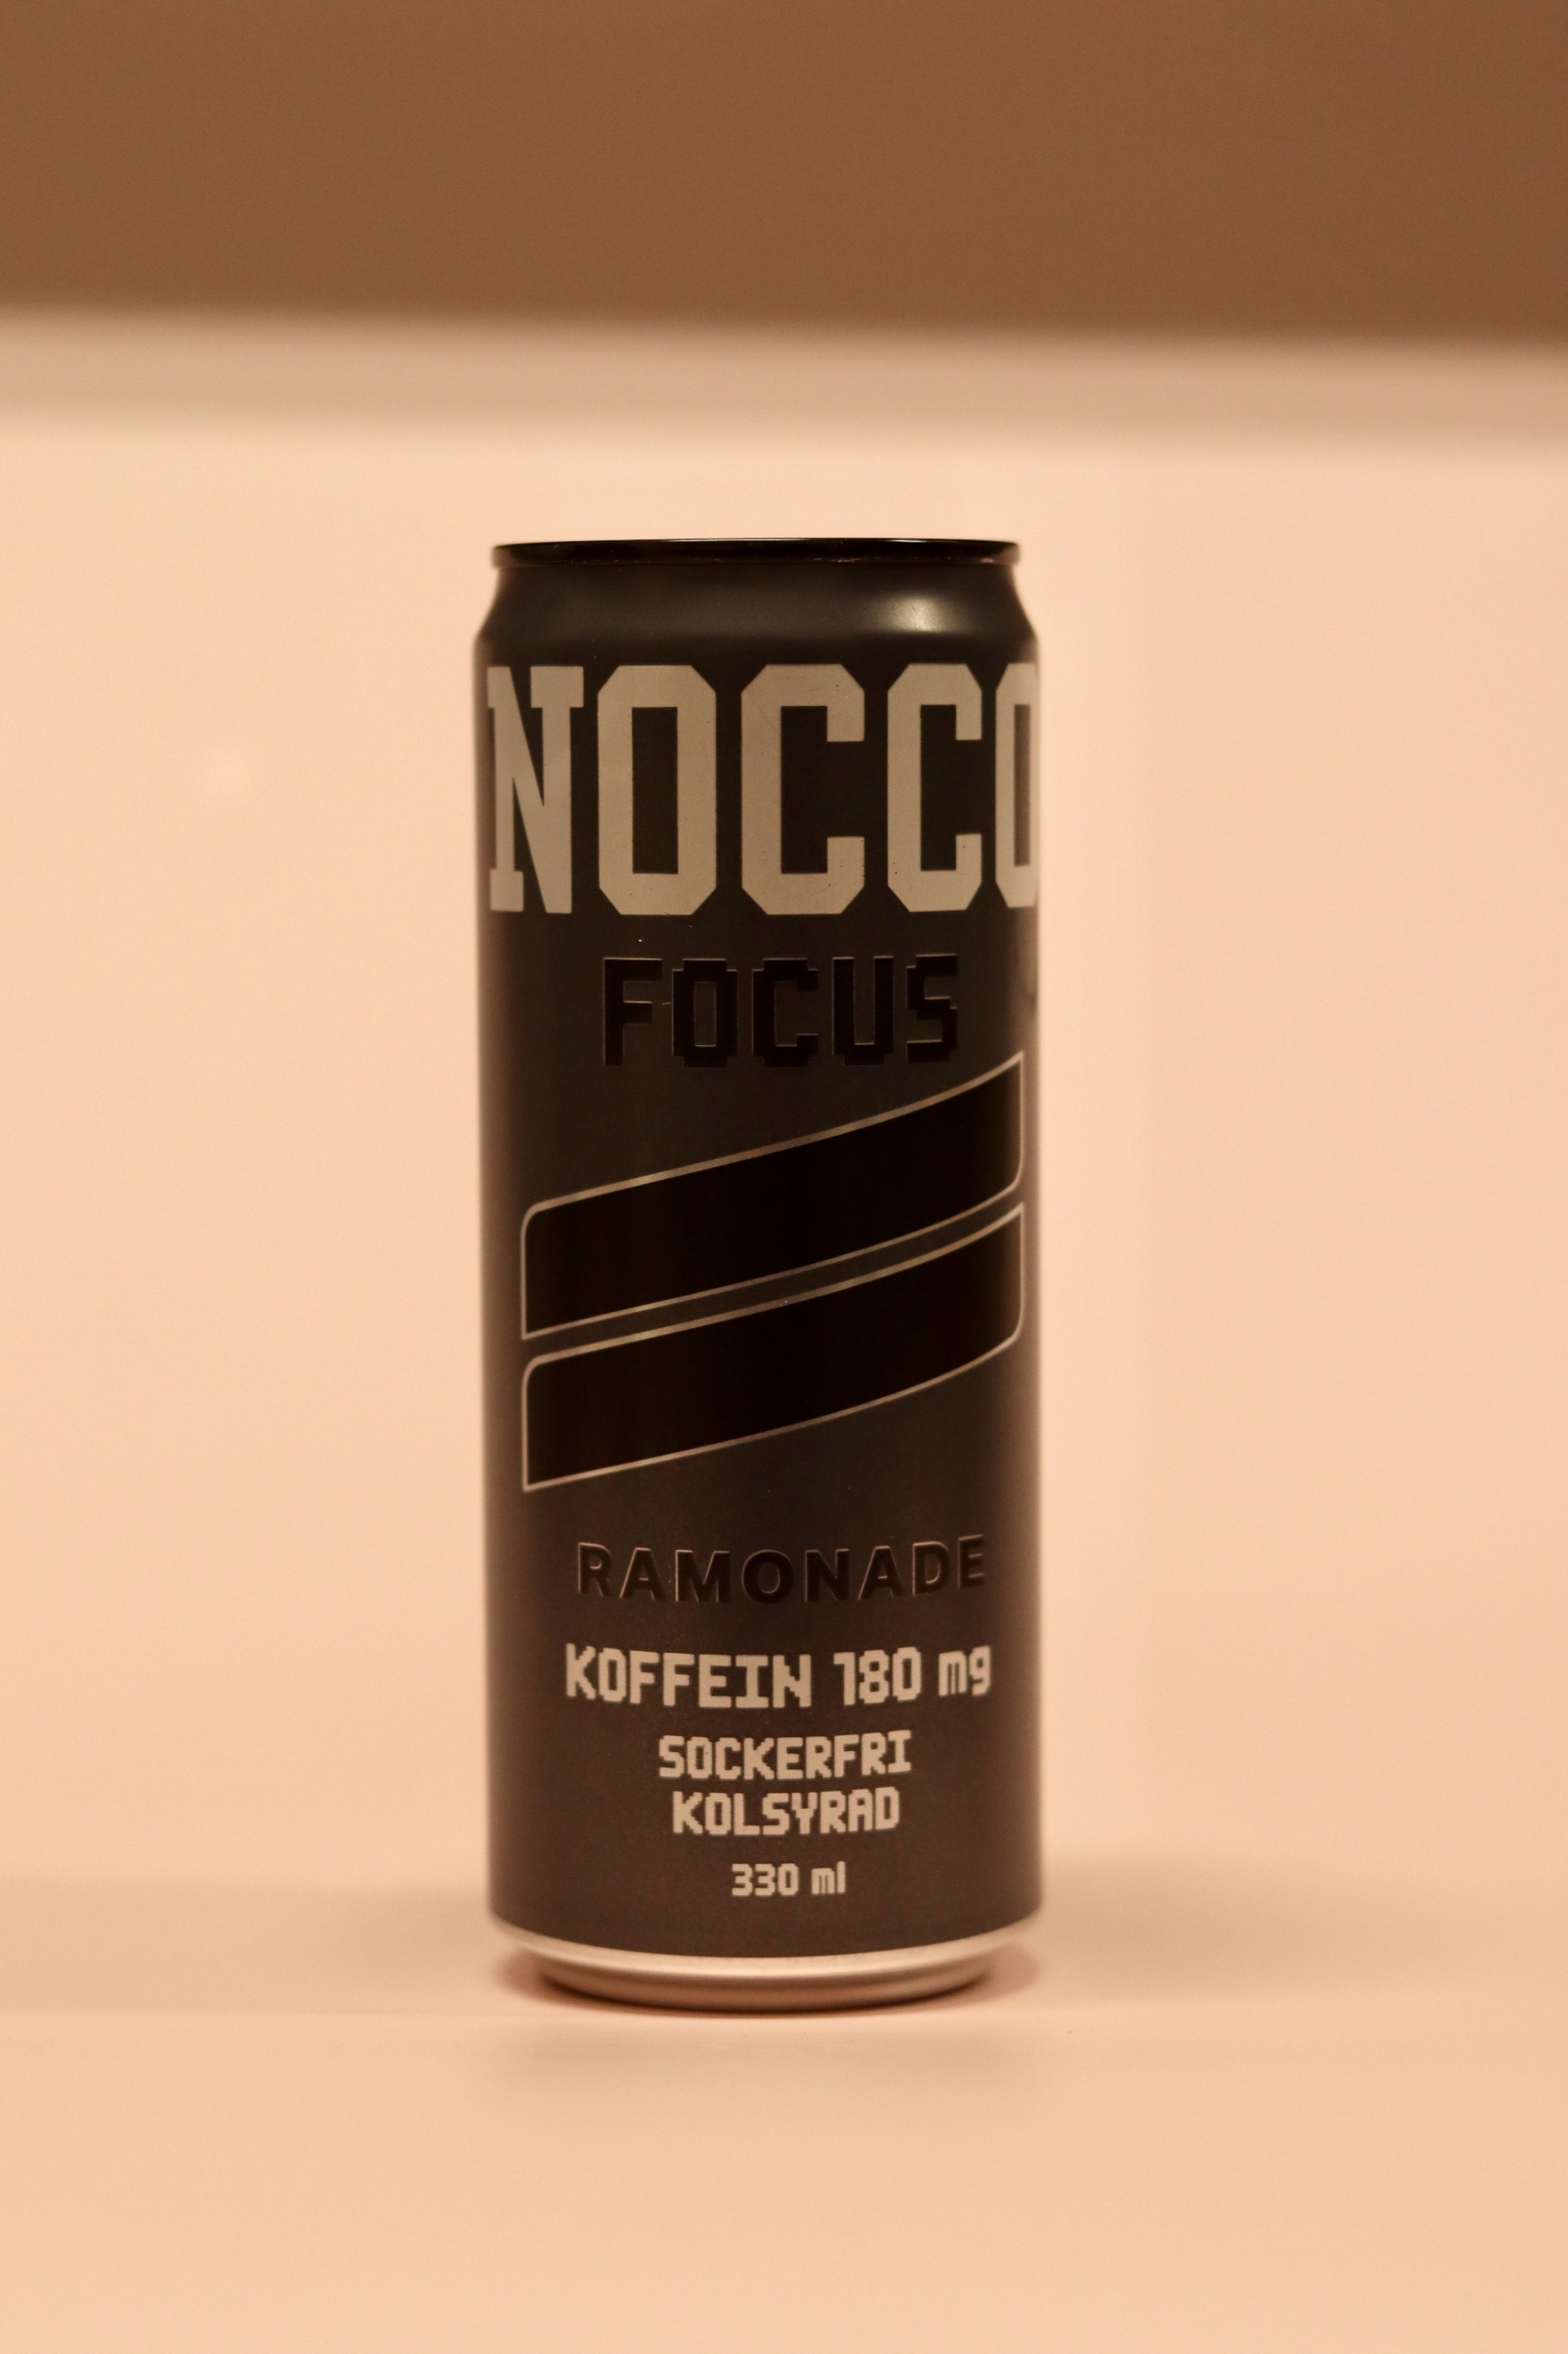 NOCCO
FOCUS
RAMONADE
KOFFEIN 180 mg
SOCKERFRI
KOLSYRAD
330 ml